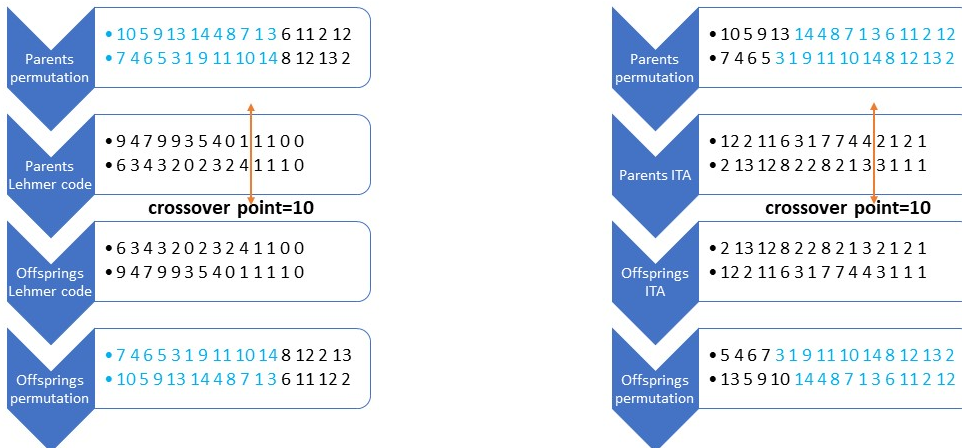 Parents permutation
• 10 5 9 13 14 4 8 7 1 3 6 11 2 12
• 7 4 6 5 3 1 9 11 10 14 8 12 13 2
Parents Lehmer code
• 9 4 7 9 9 3 5 4 0 1 1 1 0 0
• 6 3 4 3 2 0 2 3 2 4 1 1 1 0
crossover point=10
Offsprings Lehmer code
• 6 3 4 3 2 0 2 3 2 4 1 1 0 0
• 9 4 7 9 9 3 5 4 0 1 1 1 1 0
Offsprings permutation
• 7 4 6 5 3 1 9 11 10 14 8 12 2 13
• 10 5 9 13 14 4 8 7 1 3 6 11 12 2
Parents permutation
• 10 5 9 13 14 4 8 7 1 3 6 11 2 12
• 7 4 6 5 3 1 9 11 10 14 8 12 13 2
Parents ITA
• 12 2 11 6 3 1 7 7 4 4 2 1 2 1
• 2 13 12 8 2 2 8 2 1 3 3 1 1 1
crossover point=10
Offsprings ITA
• 2 13 12 8 2 2 8 2 1 3 2 1 2 1
• 12 2 11 6 3 1 7 7 4 4 3 1 1 1
Offsprings permutation
• 5 4 6 7 3 1 9 11 10 14 8 12 13 2
• 13 5 9 10 14 4 8 7 1 3 6 11 2 12